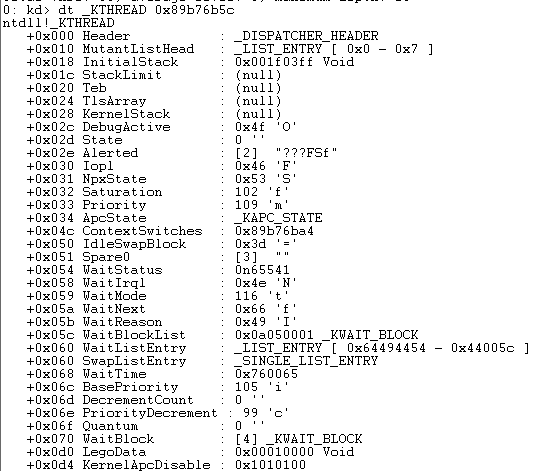 0: kd> dt _KTHREAD 0x89b76b5c
ntdll!_KTHREAD
+0x000 Header : _DISPATCHER_HEADER
+0x010 MutantListHead : _LIST_ENTRY [ 0x0 - 0x7 ]
+0x018 InitialStack : 0x001f03ff Void
+0x01c StackLimit : (null)
+0x020 Teb : (null)
+0x024 TlsArray : (null)
+0x028 KernelStack : (null)
+0x02c DebugActive : 0x4f 'O'
+0x02d State : 0 ''
+0x02e Alerted : [2] "???FSf"
+0x030 Iopl : 0x46 'F'
+0x031 NpxState : 0x53 'S'
+0x032 Saturation : 102 'f'
+0x033 Priority : 109 'm'
+0x034 ApcState : _KAPC_STATE
+0x04c ContextSwitches : 0x89b76ba4
+0x050 IdleSwapBlock : 0x3d '='
+0x051 Spare0 : [3] ""
+0x054 WaitStatus : 0n65541
+0x058 WaitIrql : 0x4e 'N'
+0x059 WaitMode : 116 't'
+0x05a WaitNext : 0x66 'f'
+0x05b WaitReason : 0x49 'I'
+0x05c WaitBlockList : 0x0a050001 _KWAIT_BLOCK
+0x060 WaitListEntry : _LIST_ENTRY [ 0x64494454 - 0x44005c ]
+0x060 SwapListEntry : _SINGLE_LIST_ENTRY
+0x068 WaitTime : 0x760065
+0x06c BasePriority : 105 'i'
+0x06d DecrementCount : 0 ''
+0x06e PriorityDecrement : 99 'c'
+0x06f Quantum : 0 ''
+0x070 WaitBlock : [4] _KWAIT_BLOCK
+0x0d0 LegoData : 0x00010000 Void
+0x0d4 KernelApcDisable : 0x1010100